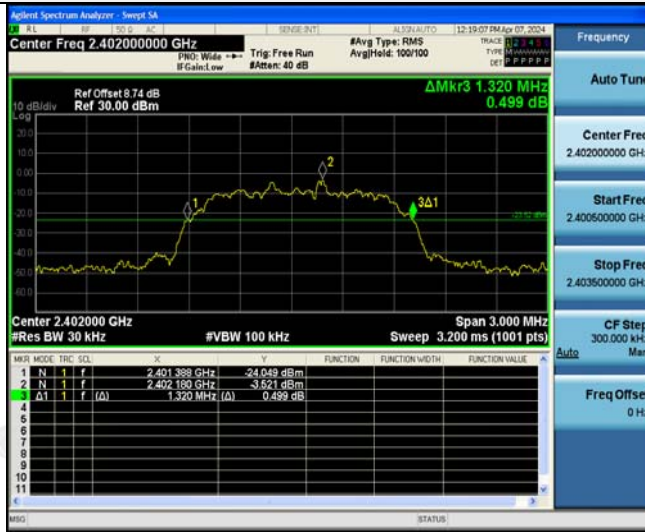 Agilent Spectrum Analyzer - Swept SA
RL RF 50 Ω AC SENSE:INT ALIGN AUTO 12:19:07 PM Apr 07, 2024
Center Freq 2.402000000 GHz
PNO: Wide
IFGain:Low
Trig: Free Run
#Atten: 40 dB
#Avg Type: RMS
Avg|Hold: 100/100
TRACE 1 2 3 4 5 6
TYPE
DET P P P P P P
Frequency
Auto Tune
ΔMkr3 1.320 MHz
0.499 dB
Ref Offset 8.74 dB
Ref 30.00 dBm
10 dB/div
Log
20.0
10.0
0.00
-10.0
-20.0
-30.0
-40.0
-50.0
-60.0
1
2
3Δ1
-23.52 dBm
Center Freq
2.402000000 GHz
Start Freq
2.400500000 GHz
Stop Freq
2.403500000 GHz
CF Step
300.000 kHz
Auto Man
Freq Offset
0 Hz
Center 2.402000 GHz
Span 3.000 MHz
#Res BW 30 kHz
#VBW 100 kHz
Sweep 3.200 ms (1001 pts)
MKR MODE TRC SCL X Y FUNCTION FUNCTION WIDTH FUNCTION VALUE
1 N 1 f 2.401 388 GHz -24.049 dBm
2 N 1 f 2.402 180 GHz -3.521 dBm
3 Δ1 1 f (Δ) 1.320 MHz (Δ) 0.499 dB
4
5
6
7
8
9
10
11
MSG
STATUS